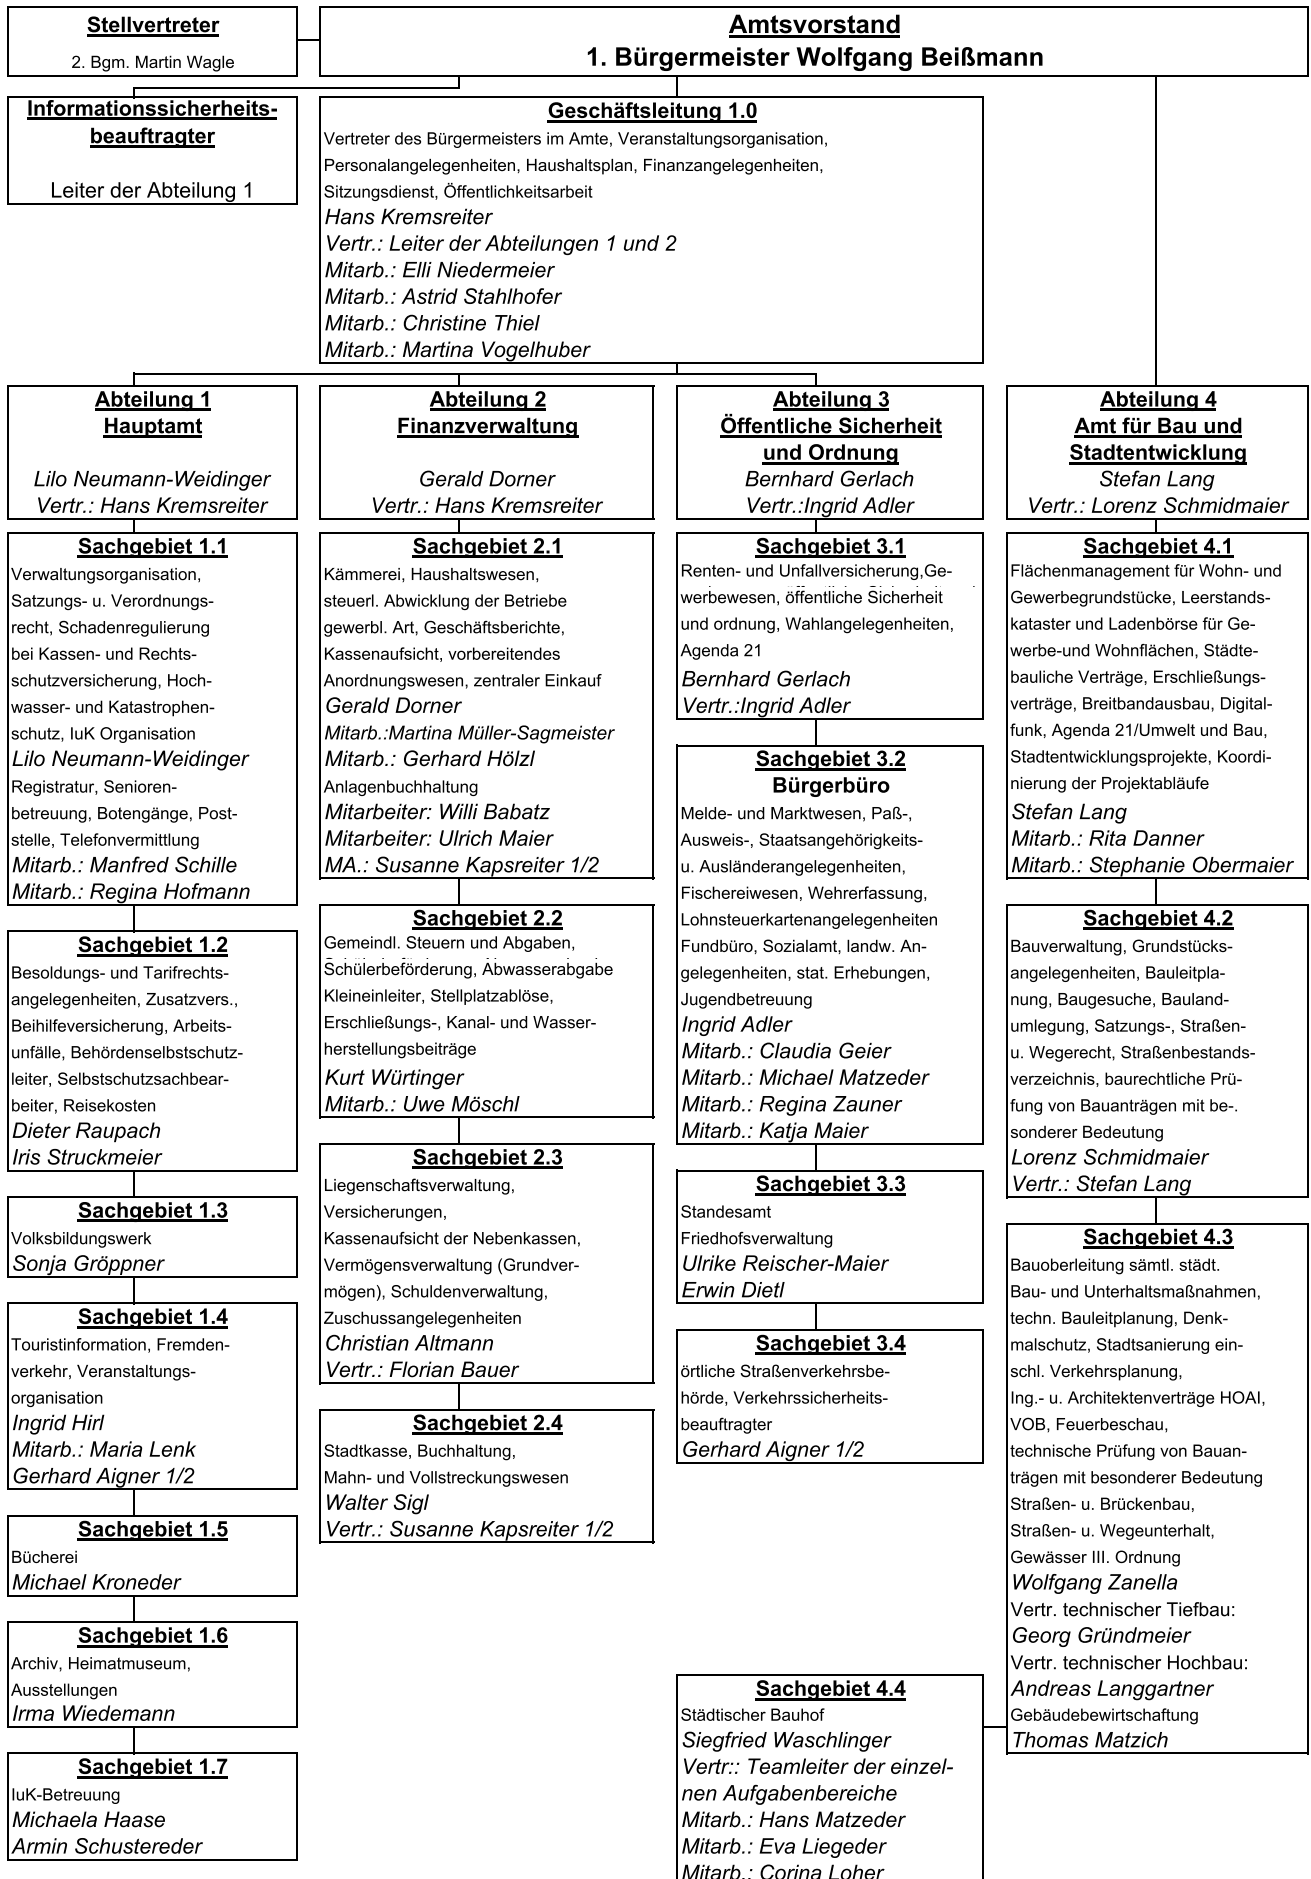 Stellvertreter
2. Bgm. Martin Wagle
Amtsvorstand
1. Bürgermeister Wolfgang Beißmann
Informationssicherheits-
beauftragter
Leiter der Abteilung 1
Geschäftsleitung 1.0
Vertreter des Bürgermeisters im Amte, Veranstaltungsorganisation,
Personalangelegenheiten, Haushaltsplan, Finanzangelegenheiten,
Sitzungsdienst, Öffentlichkeitsarbeit
Hans Kremsreiter
Vertr.: Leiter der Abteilungen 1 und 2
Mitarb.: Elli Niedermeier
Mitarb.: Astrid Stahlhofer
Mitarb.: Christine Thiel
Mitarb.: Martina Vogelhuber
Abteilung 1
Hauptamt
Lilo Neumann-Weidinger
Vertr.: Hans Kremsreiter
Sachgebiet 1.1
Verwaltungsorganisation,
Satzungs- u. Verordnungs-
recht, Schadenregulierung
bei Kassen- und Rechts-
schutzversicherung, Hoch-
wasser- und Katastrophen-
schutz, IuK Organisation
Lilo Neumann-Weidinger
Registratur, Senioren-
betreuung, Botengänge, Post-
stelle, Telefonvermittlung
Mitarb.: Manfred Schille
Mitarb.: Regina Hofmann
Sachgebiet 1.2
Besoldungs- und Tarifrechts-
angelegenheiten, Zusatzvers.,
Beihilfeversicherung, Arbeits-
unfälle, Behördenselbstschutz-
leiter, Selbstschutzsachbear-
beiter, Reisekosten
Dieter Raupach
Iris Struckmeier
Sachgebiet 1.3
Volksbildungswerk
Sonja Gröppner
Sachgebiet 1.4
Touristinformation, Fremden-
verkehr, Veranstaltungs-
organisation
Ingrid Hirl
Mitarb.: Maria Lenk
Gerhard Aigner 1/2
Sachgebiet 1.5
Bücherei
Michael Kroneder
Sachgebiet 1.6
Archiv, Heimatmuseum,
Ausstellungen
Irma Wiedemann
Sachgebiet 1.7
IuK-Betreuung
Michaela Haase
Armin Schustereder
Abteilung 2
Finanzverwaltung
Gerald Dorner
Vertr.: Hans Kremsreiter
Sachgebiet 2.1
Kämmerei, Haushaltswesen,
steuerl. Abwicklung der Betriebe
gewerbl. Art, Geschäftsberichte,
Kassenaufsicht, vorbereitendes
Anordnungswesen, zentraler Einkauf
Gerald Dorner
Mitarb.:Martina Müller-Sagmeister
Mitarb.: Gerhard Hölzl
Anlagenbuchhaltung
Mitarbeiter: Willi Babatz
Mitarbeiter: Ulrich Maier
MA.: Susanne Kapsreiter 1/2
Sachgebiet 2.2
Gemeindl. Steuern und Abgaben,
Schülerbeförderung, Abwasserabgabe
Kleineinleiter, Stellplatzablöse,
Erschließungs-, Kanal- und Wasser-
herstellungsbeiträge
Kurt Würtinger
Mitarb.: Uwe Möschl
Sachgebiet 2.3
Liegenschaftsverwaltung,
Versicherungen,
Kassenaufsicht der Nebenkassen,
Vermögensverwaltung (Grundver-
mögen), Schuldenverwaltung,
Zuschussangelegenheiten
Christian Altmann
Vertr.: Florian Bauer
Sachgebiet 2.4
Stadtkasse, Buchhaltung,
Mahn- und Vollstreckungswesen
Walter Sigl
Vertr.: Susanne Kapsreiter 1/2
Abteilung 3
Öffentliche Sicherheit
und Ordnung
Bernhard Gerlach
Vertr.:Ingrid Adler
Sachgebiet 3.1
Renten- und Unfallversicherung,Ge-
werbewesen, öffentliche Sicherheit
und ordnung, Wahlangelegenheiten,
Agenda 21
Bernhard Gerlach
Vertr.:Ingrid Adler
Sachgebiet 3.2
Bürgerbüro
Melde- und Marktwesen, Paß-,
Ausweis-, Staatsangehörigkeits-
u. Ausländerangelegenheiten,
Fischereiwesen, Wehrerfassung,
Lohnsteuerkartenangelegenheiten
Fundbüro, Sozialamt, landw. An-
gelegenheiten, stat. Erhebungen,
Jugendbetreuung
Ingrid Adler
Mitarb.: Claudia Geier
Mitarb.: Michael Matzeder
Mitarb.: Regina Zauner
Mitarb.: Katja Maier
Sachgebiet 3.3
Standesamt
Friedhofsverwaltung
Ulrike Reischer-Maier
Erwin Dietl
Sachgebiet 3.4
örtliche Straßenverkehrsbe-
hörde, Verkehrssicherheits-
beauftragter
Gerhard Aigner 1/2
Abteilung 4
Amt für Bau und
Stadtentwicklung
Stefan Lang
Vertr.: Lorenz Schmidmaier
Sachgebiet 4.1
Flächenmanagement für Wohn- und
Gewerbegrundstücke, Leerstands-
kataster und Ladenbörse für Ge-
werbe-und Wohnflächen, Städte-
bauliche Verträge, Erschließungs-
verträge, Breitbandausbau, Digital-
funk, Agenda 21/Umwelt und Bau,
Stadtentwicklungsprojekte, Koordi-
nierung der Projektabläufe
Stefan Lang
Mitarb.: Rita Danner
Mitarb.: Stephanie Obermaier
Sachgebiet 4.2
Bauverwaltung, Grundstücks-
angelegenheiten, Bauleitpla-
nung, Baugesuche, Bauland-
umlegung, Satzungs-, Straßen-
u. Wegerecht, Straßenbestands-
verzeichnis, baurechtliche Prü-
fung von Bauanträgen mit be-.
sonderer Bedeutung
Lorenz Schmidmaier
Vertr.: Stefan Lang
Sachgebiet 4.3
Bauoberleitung sämtl. städt.
Bau- und Unterhaltsmaßnahmen,
techn. Bauleitplanung, Denk-
malschutz, Stadtsanierung ein-
schl. Verkehrsplanung,
Ing.- u. Architektenverträge HOAI,
VOB, Feuerbeschau,
technische Prüfung von Bauan-
trägen mit besonderer Bedeutung
Straßen- u. Brückenbau,
Straßen- u. Wegeunterhalt,
Gewässer III. Ordnung
Wolfgang Zanella
Vertr. technischer Tiefbau:
Georg Gründmeier
Vertr. technischer Hochbau:
Andreas Langgartner
Gebäudebewirtschaftung
Thomas Matzich
Sachgebiet 4.4
Städtischer Bauhof
Siegfried Waschlinger
Vertr:: Teamleiter der einzel-
nen Aufgabenbereiche
Mitarb.: Hans Matzeder
Mitarb.: Eva Liegeder
Mitarb.: Corina Loher